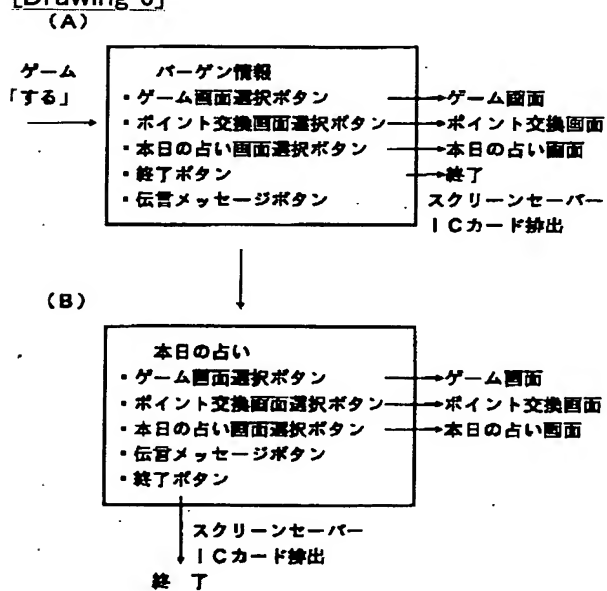 [Drawing 6]
(A)
ゲーム
「する」
バーゲン情報
・ゲーム画面選択ボタン → ゲーム画面
・ポイント交換画面選択ボタン → ポイント交換画面
・本日の占い画面選択ボタン → 本日の占い画面
・終了ボタン → 終了
・伝言メッセージボタン
スクリーンセーバー
ICカード排出
(B)
本日の占い
・ゲーム画面選択ボタン → ゲーム画面
・ポイント交換画面選択ボタン → ポイント交換画面
・本日の占い画面選択ボタン → 本日の占い画面
・伝言メッセージボタン
・終了ボタン
スクリーンセーバー
ICカード排出
終 了